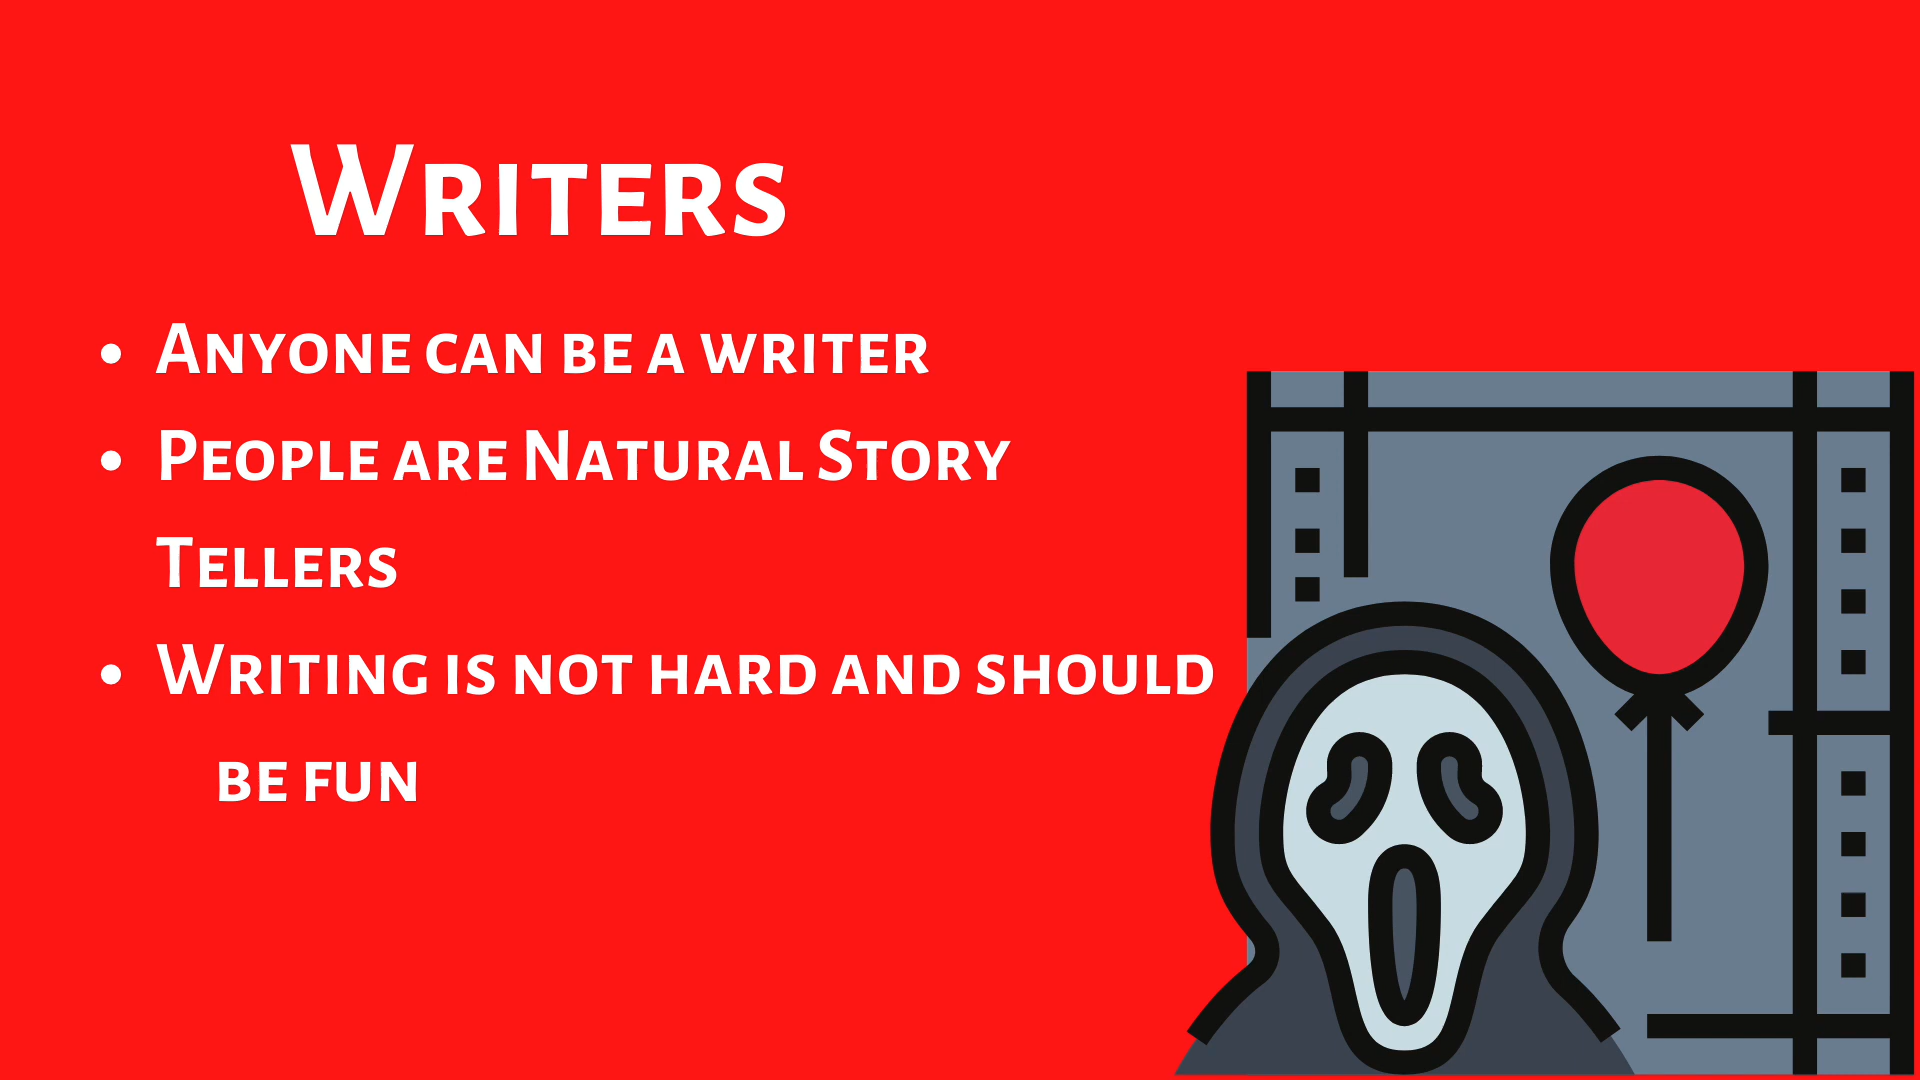 Writers
• Anyone can be a writer
• People are Natural Story
Tellers
• Writing is not hard and should
be fun